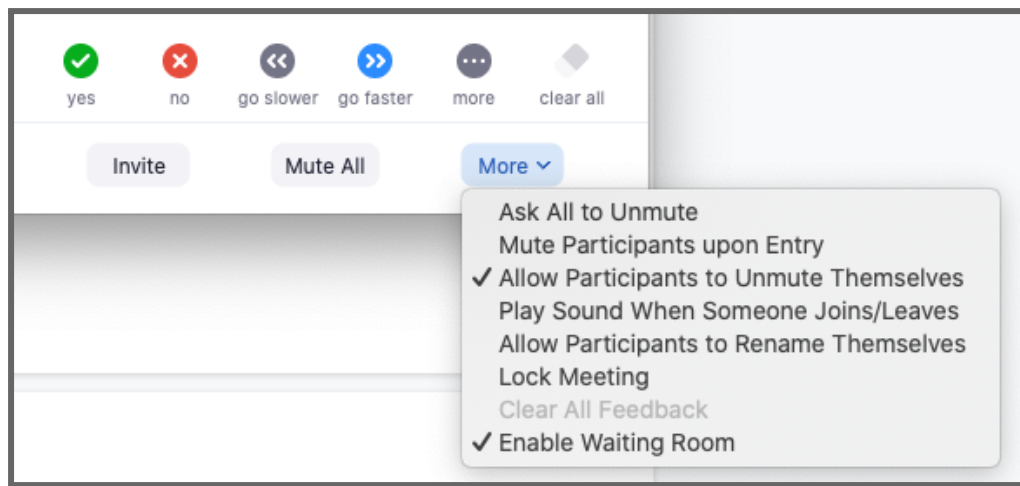 yes no go slower go faster more clear all
Invite Mute All More
Ask All to Unmute
Mute Participants upon Entry
Allow Participants to Unmute Themselves
Play Sound When Someone Joins/Leaves
Allow Participants to Rename Themselves
Lock Meeting
Clear All Feedback
Enable Waiting Room